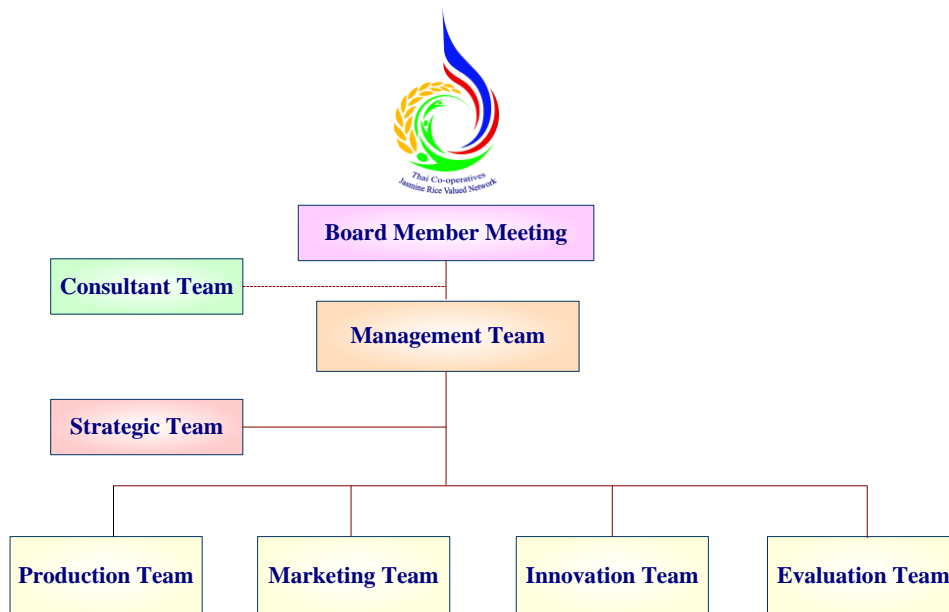 Thai Co-operatives
Jasmine Rice Valued Network
Board Member Meeting
Consultant Team
Management Team
Strategic Team
Production Team
Marketing Team
Innovation Team
Evaluation Team